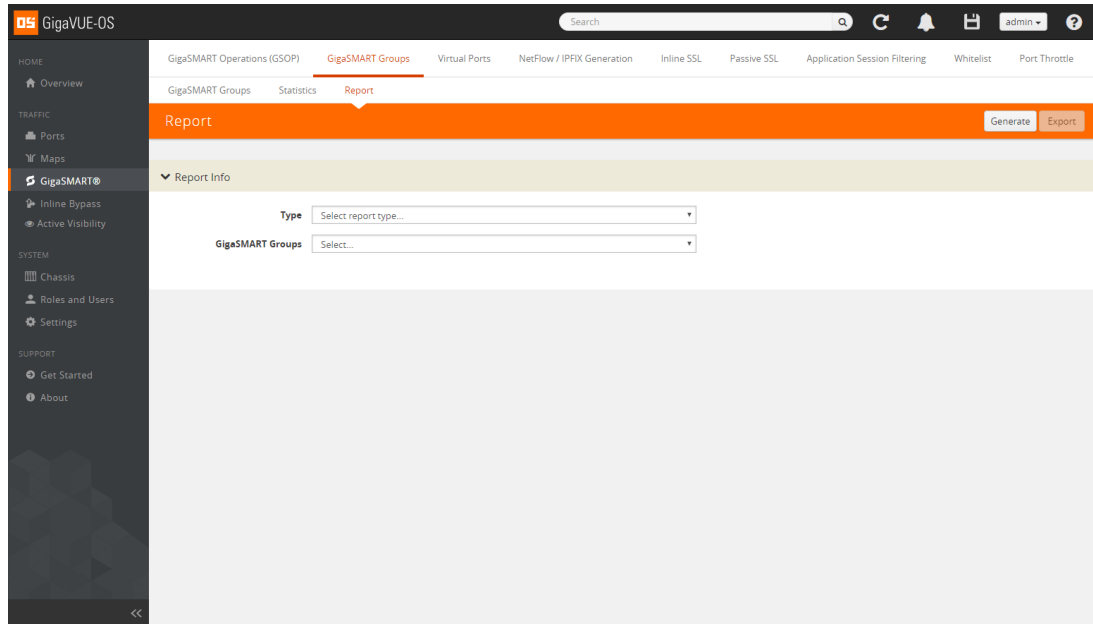 OS GigaVUE-OS
Search
admin
HOME
Overview
TRAFFIC
Ports
Maps
GigaSMART®
Inline Bypass
Active Visibility
SYSTEM
Chassis
Roles and Users
Settings
SUPPORT
Get Started
About
GigaSMART Operations (GSOP) GigaSMART Groups Virtual Ports NetFlow / IPFIX Generation Inline SSL Passive SSL Application Session Filtering Whitelist Port Throttle
GigaSMART Groups Statistics Report
Report Generate Export
Report Info
Type Select report type...
GigaSMART Groups Select...